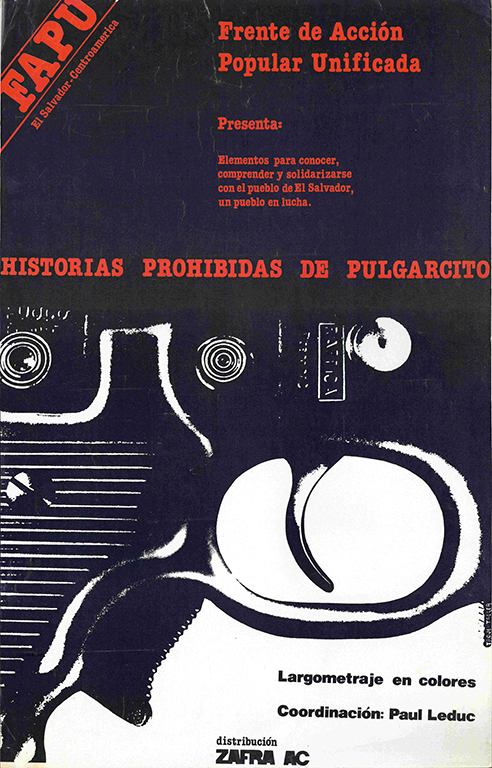 FAPU
El Salvador-Centroamerica
Frente de Acción
Popular Unificada
Presenta:
Elementos para conocer,
comprender y solidarizarse
con el pueblo de El Salvador,
un pueblo en lucha.
HISTORIAS PROHIBIDAS DE PULGARCITO
Largometraje en colores
Coordinación: Paul Leduc
distribución
ZAFRA AC